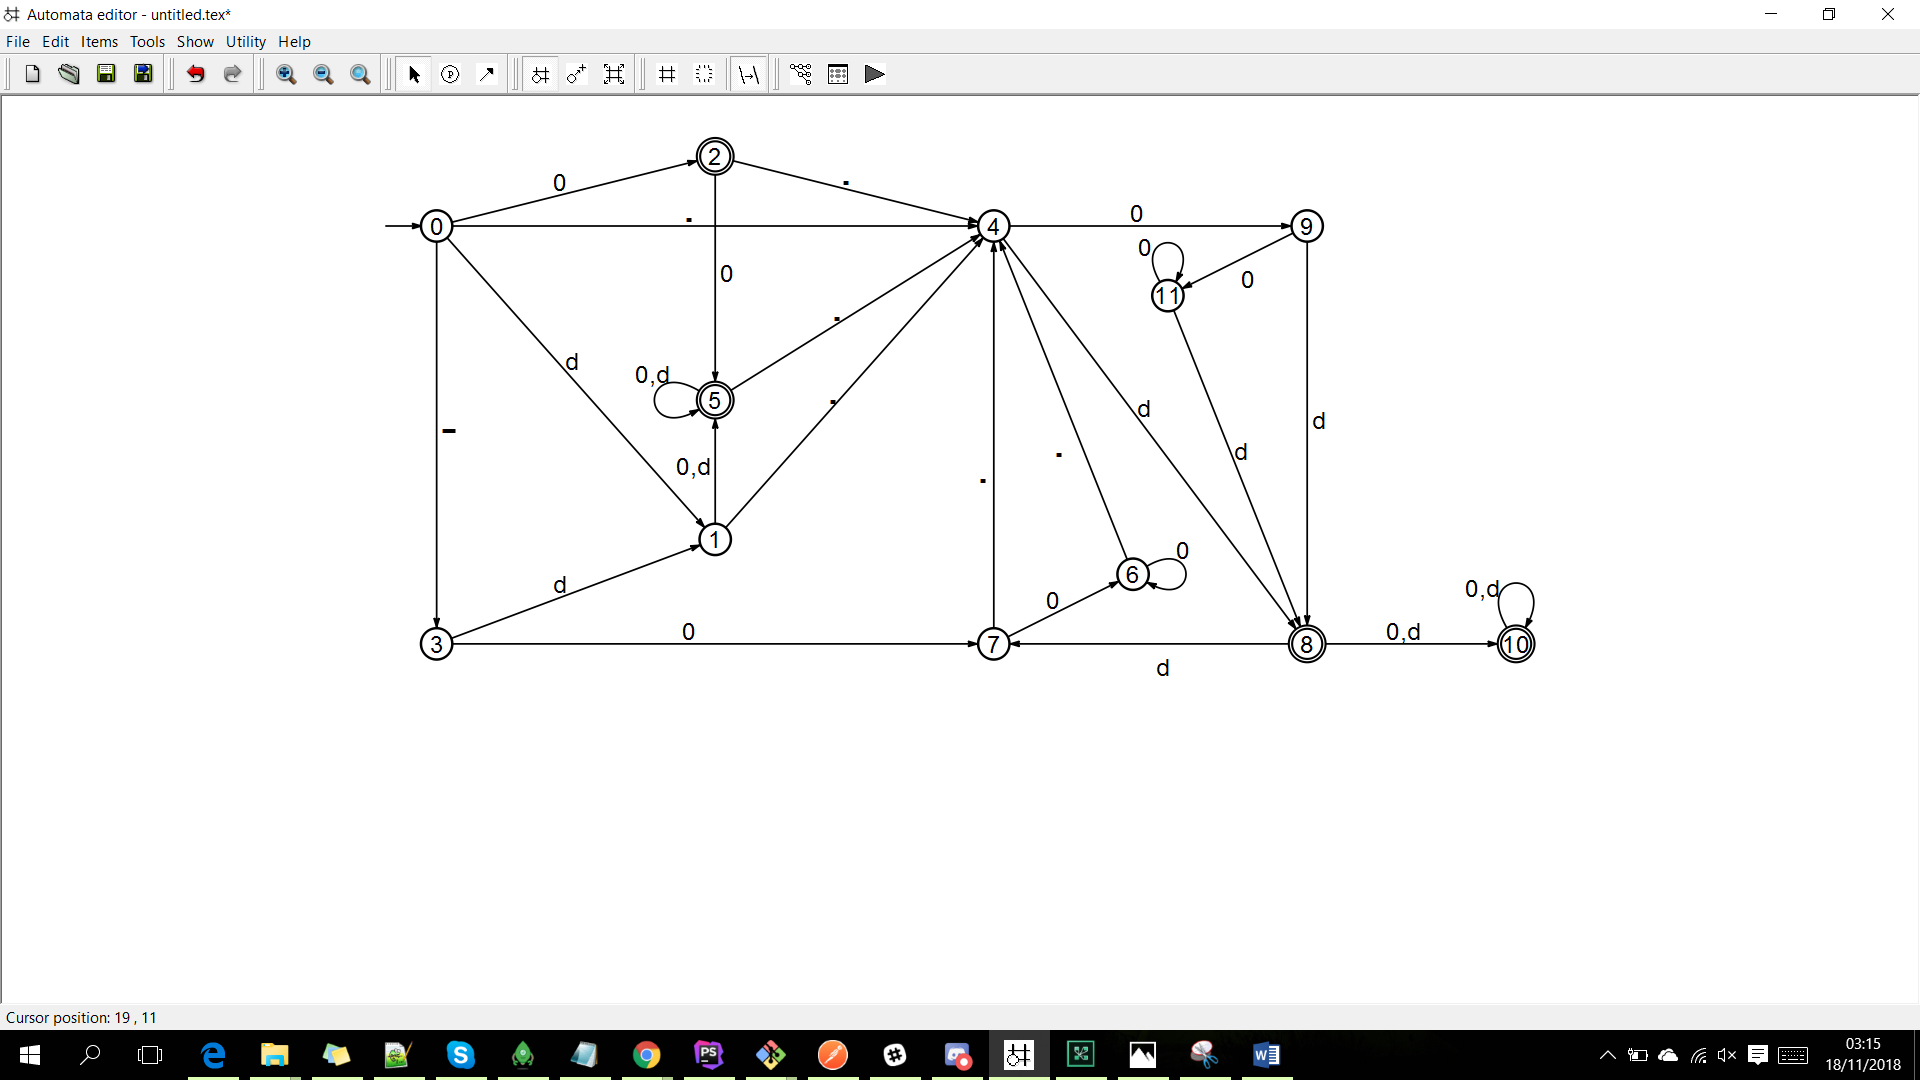 Automata editor - untitled.tex*
File Edit Items Tools Show Utility Help
2
0
.
0
.
4
0
9
0
0
0
11
.
d
0,d
5
.
d
d
-
0,d
.
d
.
1
0
6
d
0
0,d
3
0
7
8
0,d
10
d
Cursor position: 19 , 11
03:15
18/11/2018